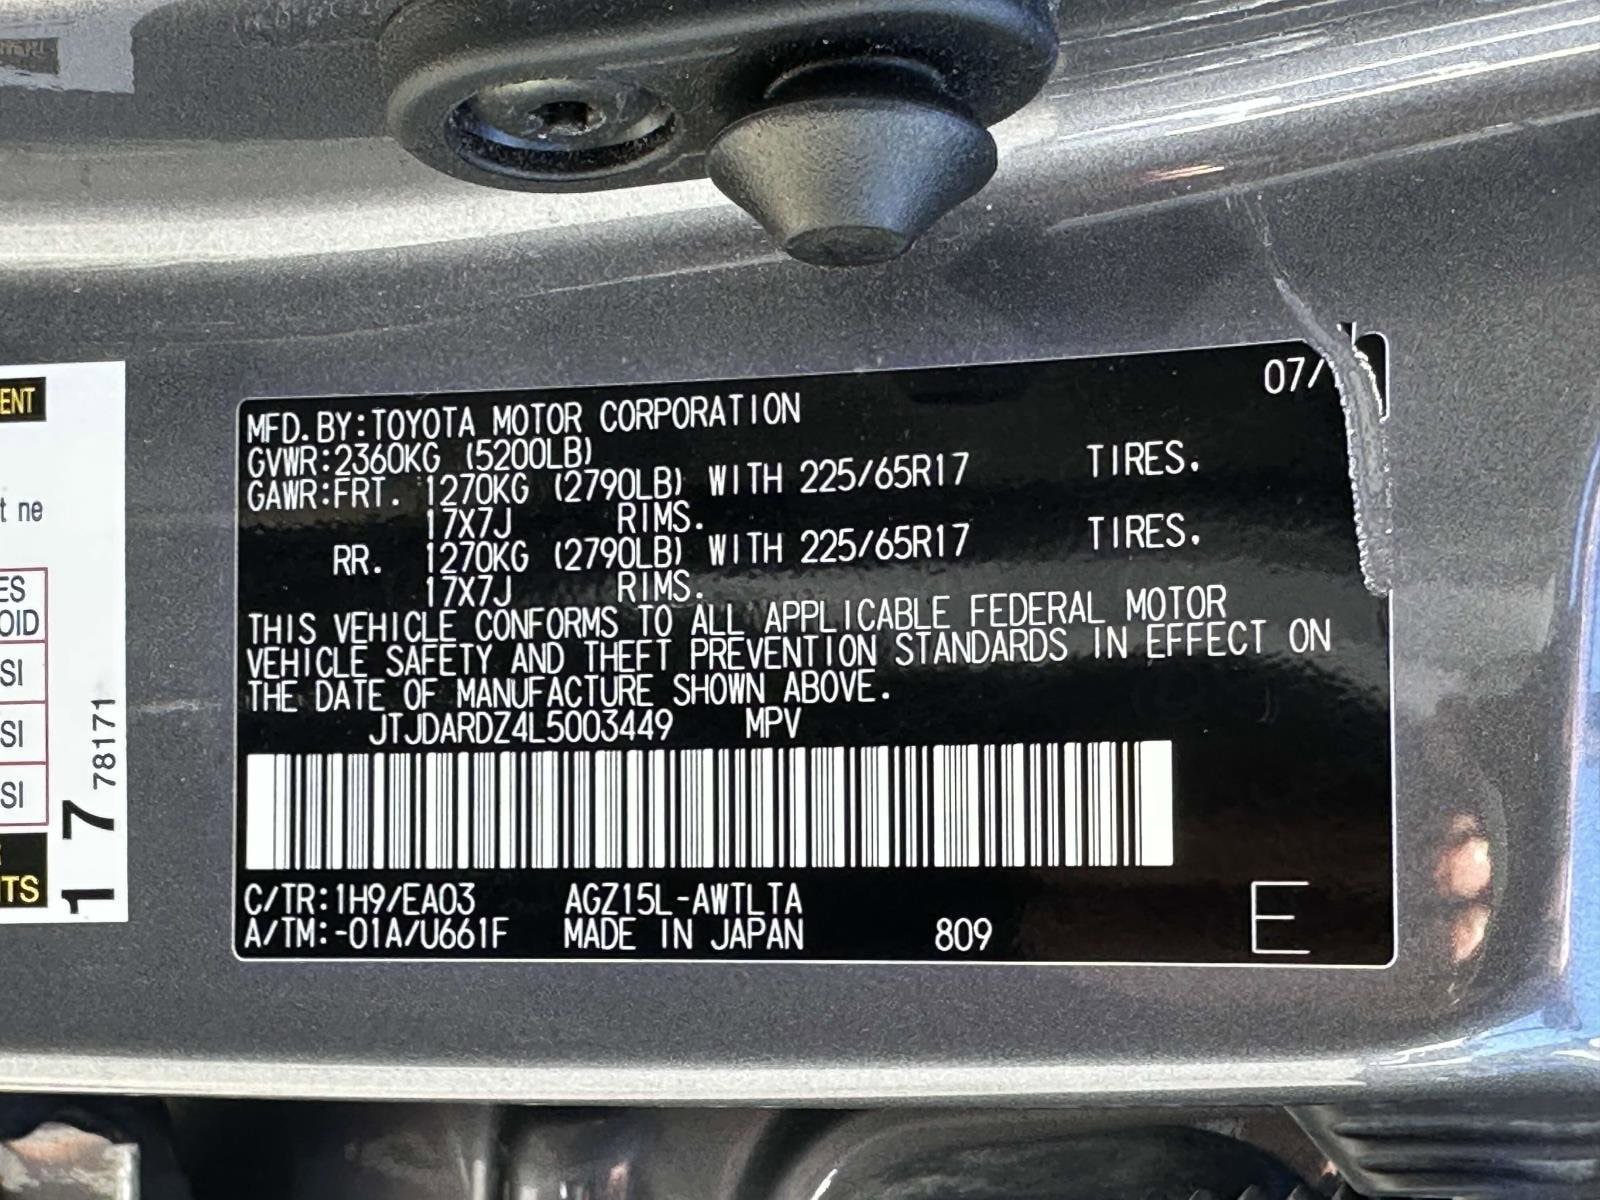 ENT
t ne
ES
OID
SI
SI
SI
ITS
17 78171
07/
MFD.BY:TOYOTA MOTOR CORPORATION
GVWR:2360KG (5200LB)
GAWR:FRT. 1270KG (2790LB) WITH 225/65R17 TIRES.
17X7J RIMS.
RR. 1270KG (2790LB) WITH 225/65R17 TIRES.
17X7J RIMS.
THIS VEHICLE CONFORMS TO ALL APPLICABLE FEDERAL MOTOR
VEHICLE SAFETY AND THEFT PREVENTION STANDARDS IN EFFECT ON
THE DATE OF MANUFACTURE SHOWN ABOVE.
JTJDARDZ4L5003449 MPV
C/TR:1H9/EA03 AGZ15L-AWTLTA
A/TM:-01A/U661F MADE IN JAPAN 809 E